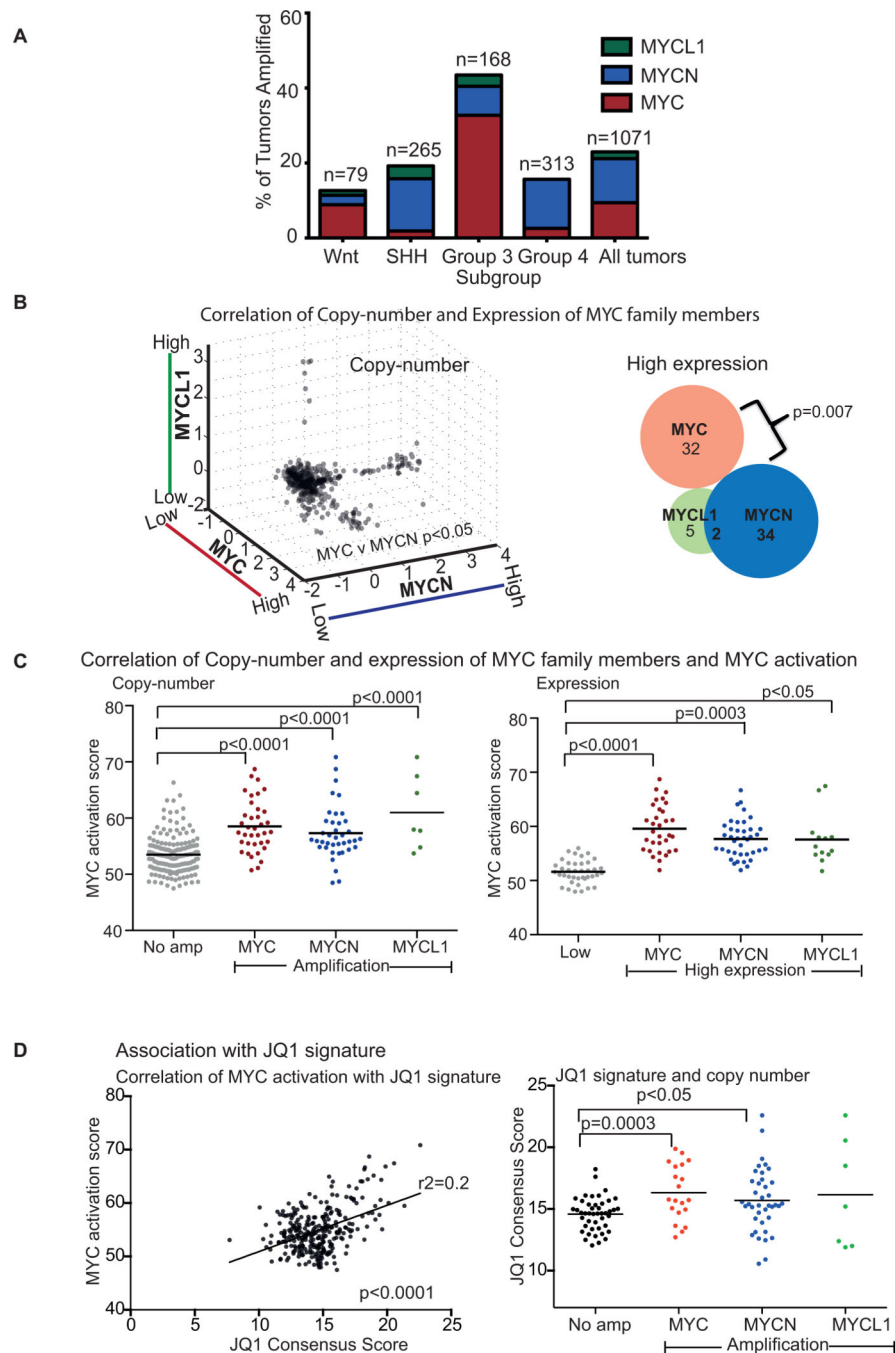 A
% of Tumors Amplified
60
40
20
0
MYCL1
MYCN
MYC
n=79
n=265
n=168
n=313
n=1071
Wnt
SHH
Group 3
Group 4
All tumors
Subgroup
B
Correlation of Copy-number and Expression of MYC family members
High
MYCL1
Low
3
2
1
0
-1
-2
Copy-number
Low
MYC
High
-1
0
1
2
3
4
MYC v MYCN p<0.05
-2
-1
0
1
2
3
4
Low
MYCN
High
High expression
MYC
32
p=0.007
MYCL1
5
2
MYCN
34
C
Correlation of Copy-number and expression of MYC family members and MYC activation
Copy-number
MYC activation score
80
70
60
50
40
p<0.0001
p<0.0001
p<0.0001
No amp
MYC
MYCN
MYCL1
Amplification
Expression
MYC activation score
80
70
60
50
40
p<0.05
p=0.0003
p<0.0001
Low
MYC
MYCN
MYCL1
High expression
D
Association with JQ1 signature
Correlation of MYC activation with JQ1 signature
MYC activation score
80
70
60
50
40
r2=0.2
p<0.0001
0
5
10
15
20
25
JQ1 Consensus Score
JQ1 signature and copy number
JQ1 Consensus Score
25
20
15
10
p<0.05
p=0.0003
No amp
MYC
MYCN
MYCL1
Amplification